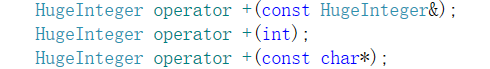 HugeInteger operator +(const HugeInteger&);
HugeInteger operator +(int);
HugeInteger operator +(const char*);